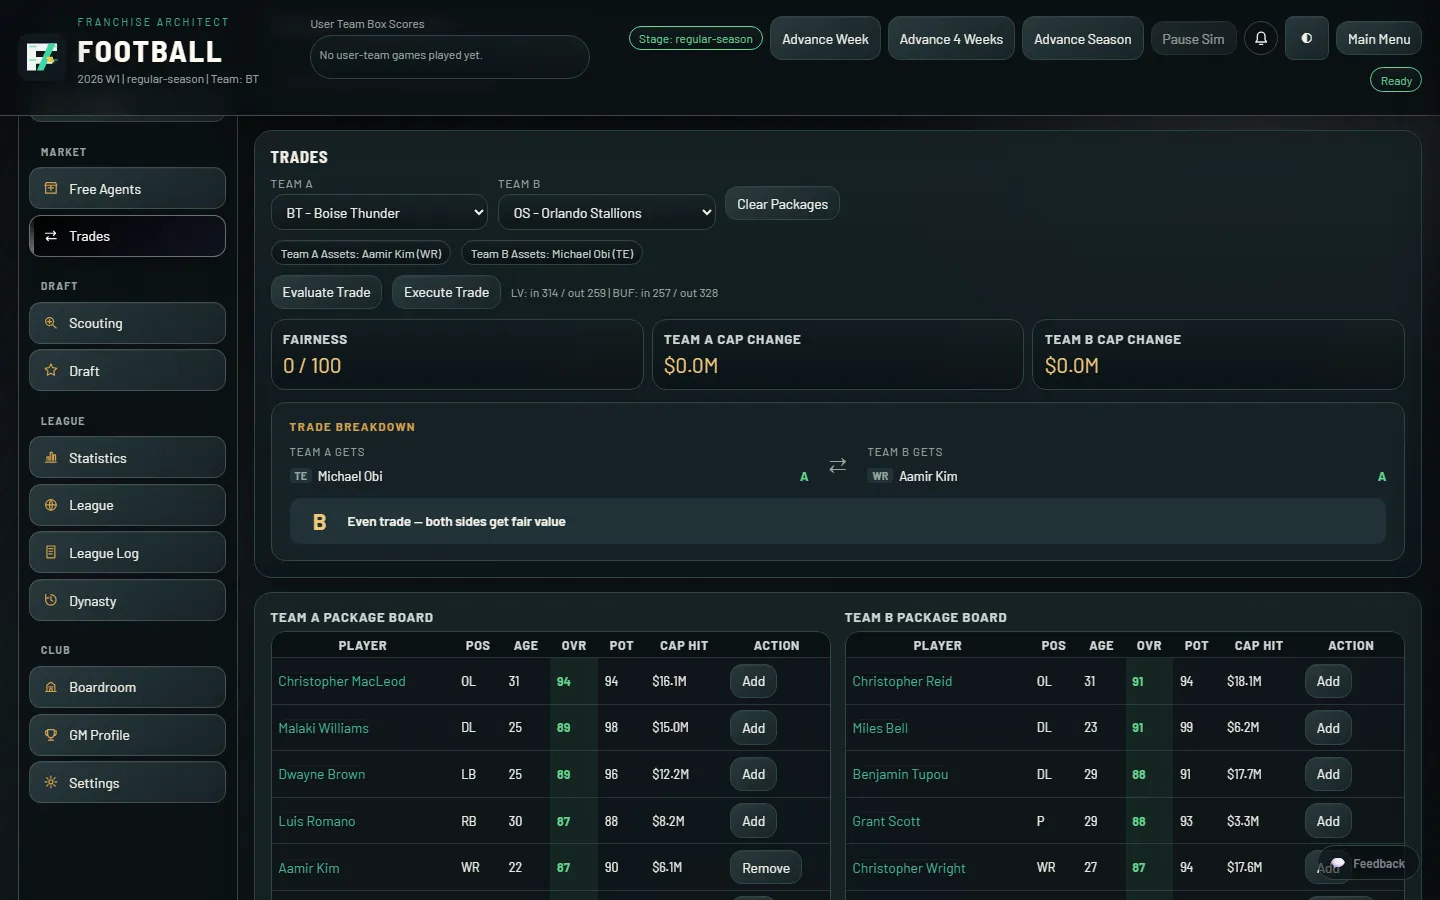 FRANCHISE ARCHITECT
FOOTBALL
2026 W1 | regular-season | Team: BT
User Team Box Scores
No user-team games played yet.
Stage: regular-season
Advance Week
Advance 4 Weeks
Advance Season
Pause Sim
Main Menu
Ready
MARKET
Free Agents
Trades
DRAFT
Scouting
Draft
LEAGUE
Statistics
League
League Log
Dynasty
CLUB
Boardroom
GM Profile
Settings
TRADES
TEAM A
TEAM B
BT - Boise Thunder
OS - Orlando Stallions
Clear Packages
Team A Assets: Aamir Kim (WR)
Team B Assets: Michael Obi (TE)
Evaluate Trade
Execute Trade
LV: in 314 / out 259 | BUF: in 257 / out 328
FAIRNESS
0 / 100
TEAM A CAP CHANGE
$0.0M
TEAM B CAP CHANGE
$0.0M
TRADE BREAKDOWN
TEAM A GETS
TE Michael Obi A
TEAM B GETS
WR Aamir Kim A
B Even trade — both sides get fair value
TEAM A PACKAGE BOARD
PLAYER POS AGE OVR POT CAP HIT ACTION
Christopher MacLeod OL 31 94 94 $16.1M Add
Malaki Williams DL 25 89 98 $15.0M Add
Dwayne Brown LB 25 89 96 $12.2M Add
Luis Romano RB 30 87 88 $8.2M Add
Aamir Kim WR 22 87 90 $6.1M Remove
TEAM B PACKAGE BOARD
PLAYER POS AGE OVR POT CAP HIT ACTION
Christopher Reid OL 31 91 94 $18.1M Add
Miles Bell DL 23 91 99 $6.2M Add
Benjamin Tupou DL 29 88 91 $17.7M Add
Grant Scott P 29 88 93 $3.3M Add
Christopher Wright WR 27 87 94 $17.6M Add
Feedback